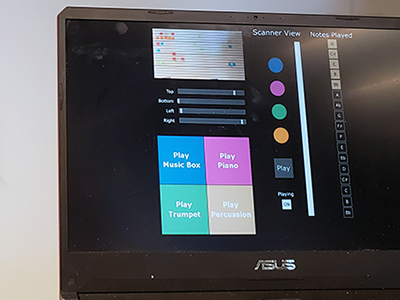 Scanner View
Notes Played
Top
Bottom
Left
Right
Play
Music Box
Play
Piano
Play
Trumpet
Play
Percussion
Play
Playing
ON
ASUS